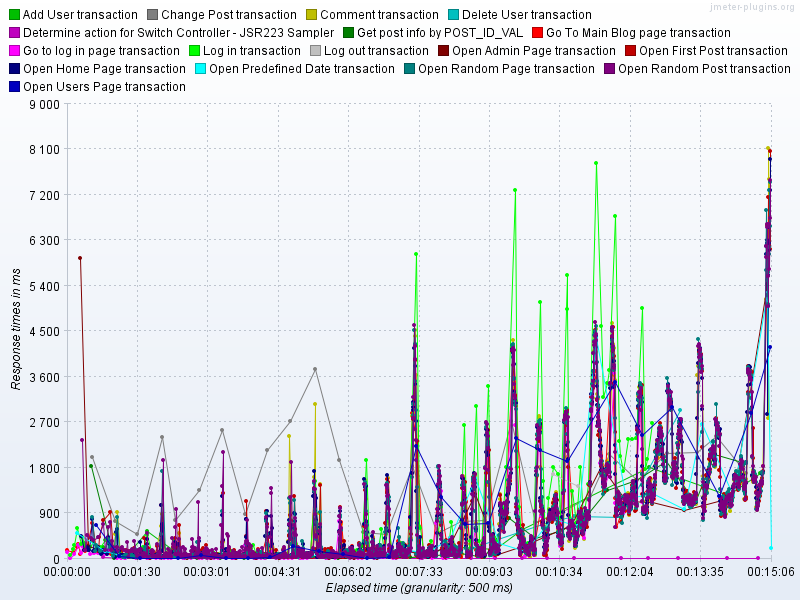 jmeter-plugins.org
Add User transaction Change Post transaction Comment transaction Delete User transaction
Determine action for Switch Controller - JSR223 Sampler Get post info by POST_ID_VAL Go To Main Blog page transaction
Go to log in page transaction Log in transaction Log out transaction Open Admin Page transaction Open First Post transaction
Open Home Page transaction Open Predefined Date transaction Open Random Page transaction Open Random Post transaction
Open Users Page transaction
9 000
8 100
7 200
6 300
5 400
4 500
3 600
2 700
1 800
900
0
Response times in ms
00:00:00 00:01:30 00:03:01 00:04:31 00:06:02 00:07:33 00:09:03 00:10:34 00:12:04 00:13:35 00:15:06
Elapsed time (granularity: 500 ms)